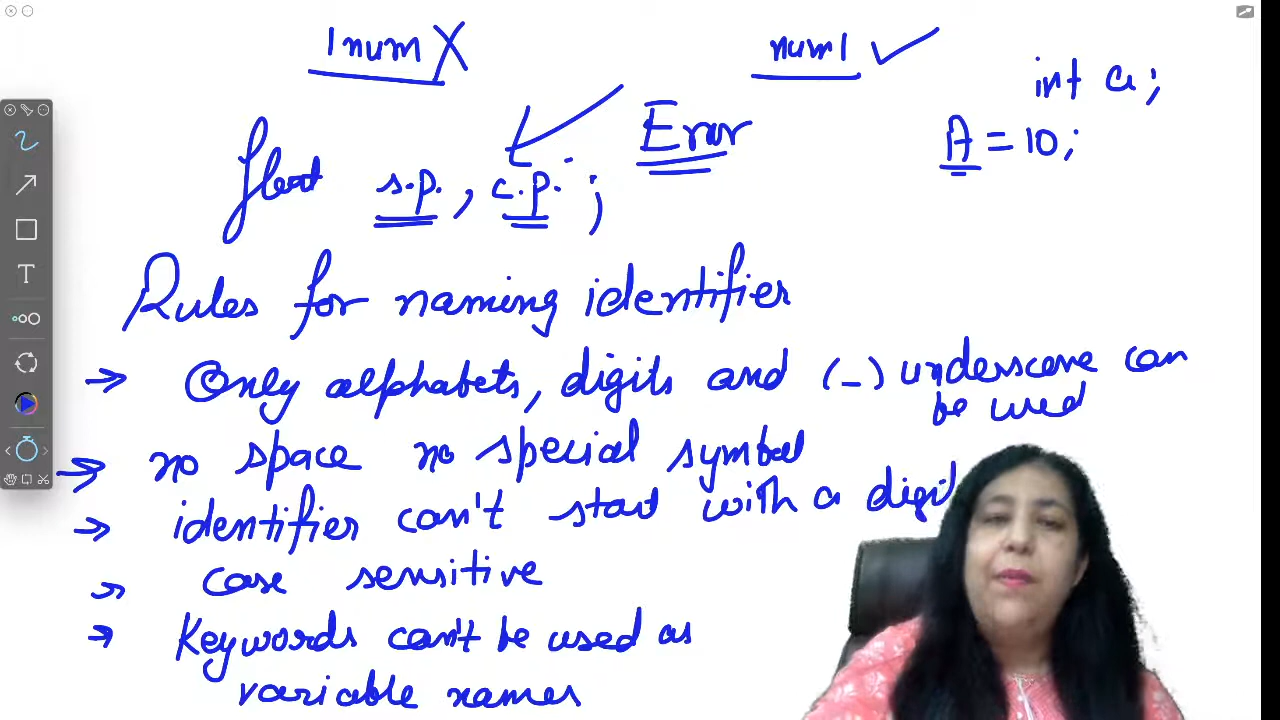 1num X num1 ✓
int a;
A = 10;
float s.p., c.p. ; Error
Rules for naming identifier
→ Only alphabets, digits and (_) underscore can
be used
→ no space no special symbol
→ identifier can't start with a digit
→ case sensitive
→ Keywords can't be used as
variable names